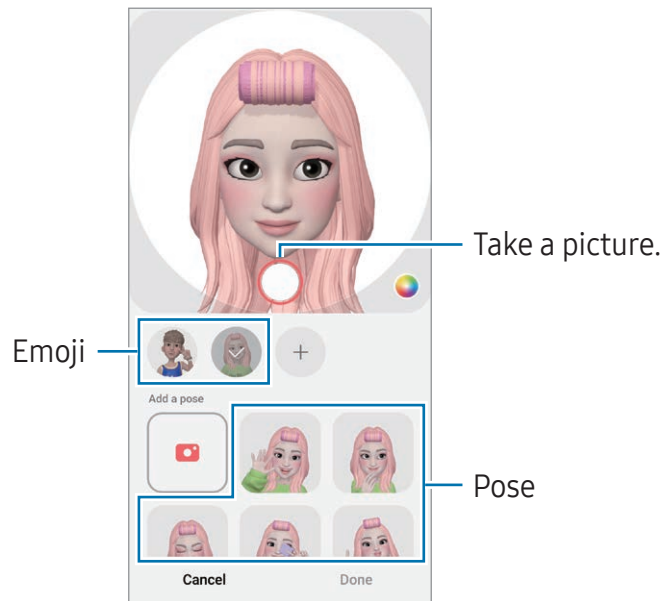 Take a picture.
Emoji
Add a pose
Pose
Cancel
Done